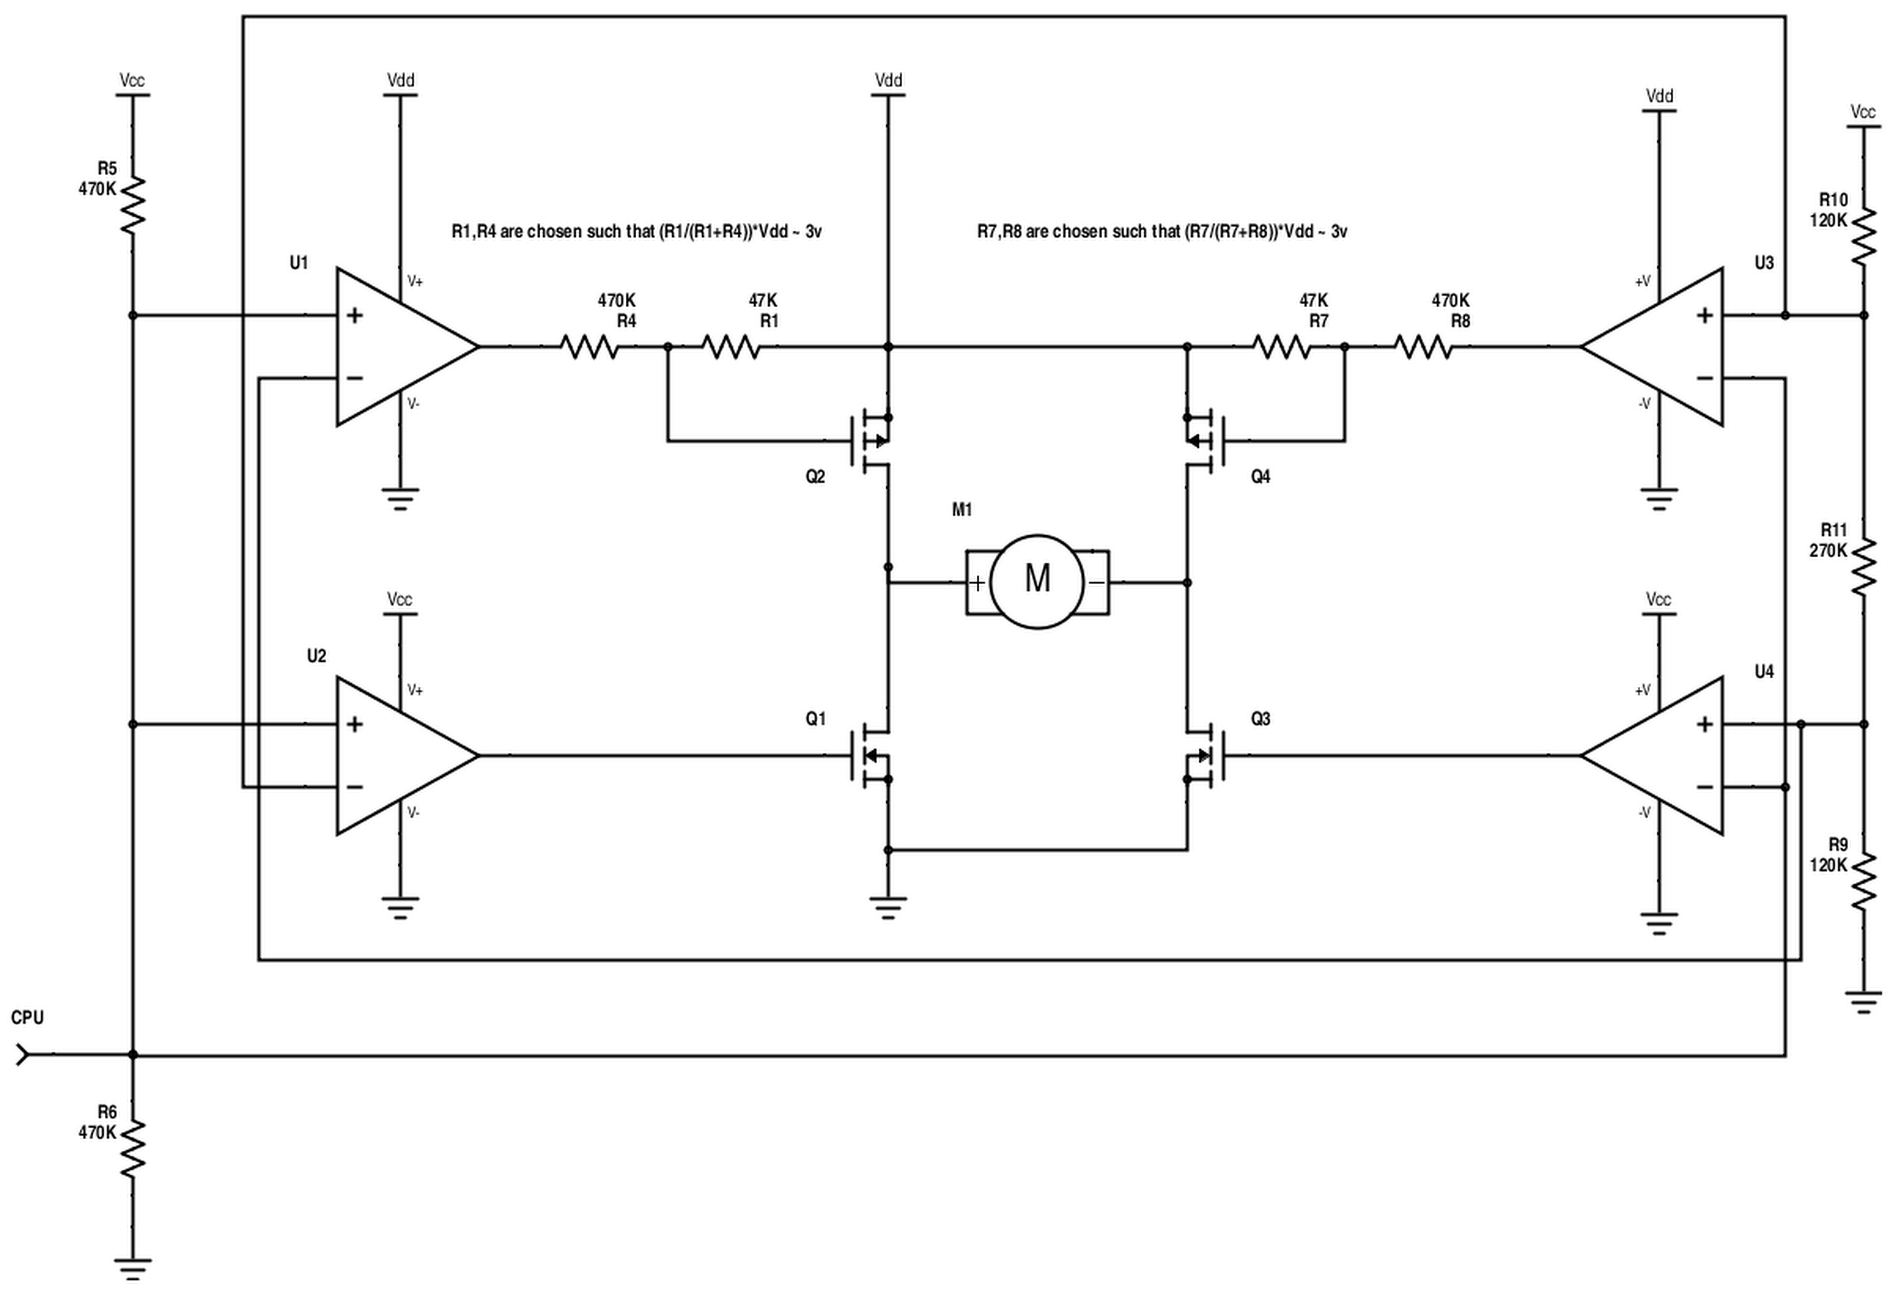 Vcc
Vdd
Vdd
Vdd
Vcc
R5
470K
R10
120K
R1,R4 are chosen such that (R1/(R1+R4))*Vdd ~ 3v
R7,R8 are chosen such that (R7/(R7+R8))*Vdd ~ 3v
U1
U3
V+
+V
470K
R4
47K
R1
47K
R7
470K
R8
+
+
−
−
V-
-V
Q2
Q4
M1
R11
270K
+ M −
Vcc
Vcc
U2
U4
V+
+V
Q1
Q3
+
+
−
−
V-
-V
R9
120K
CPU
R6
470K